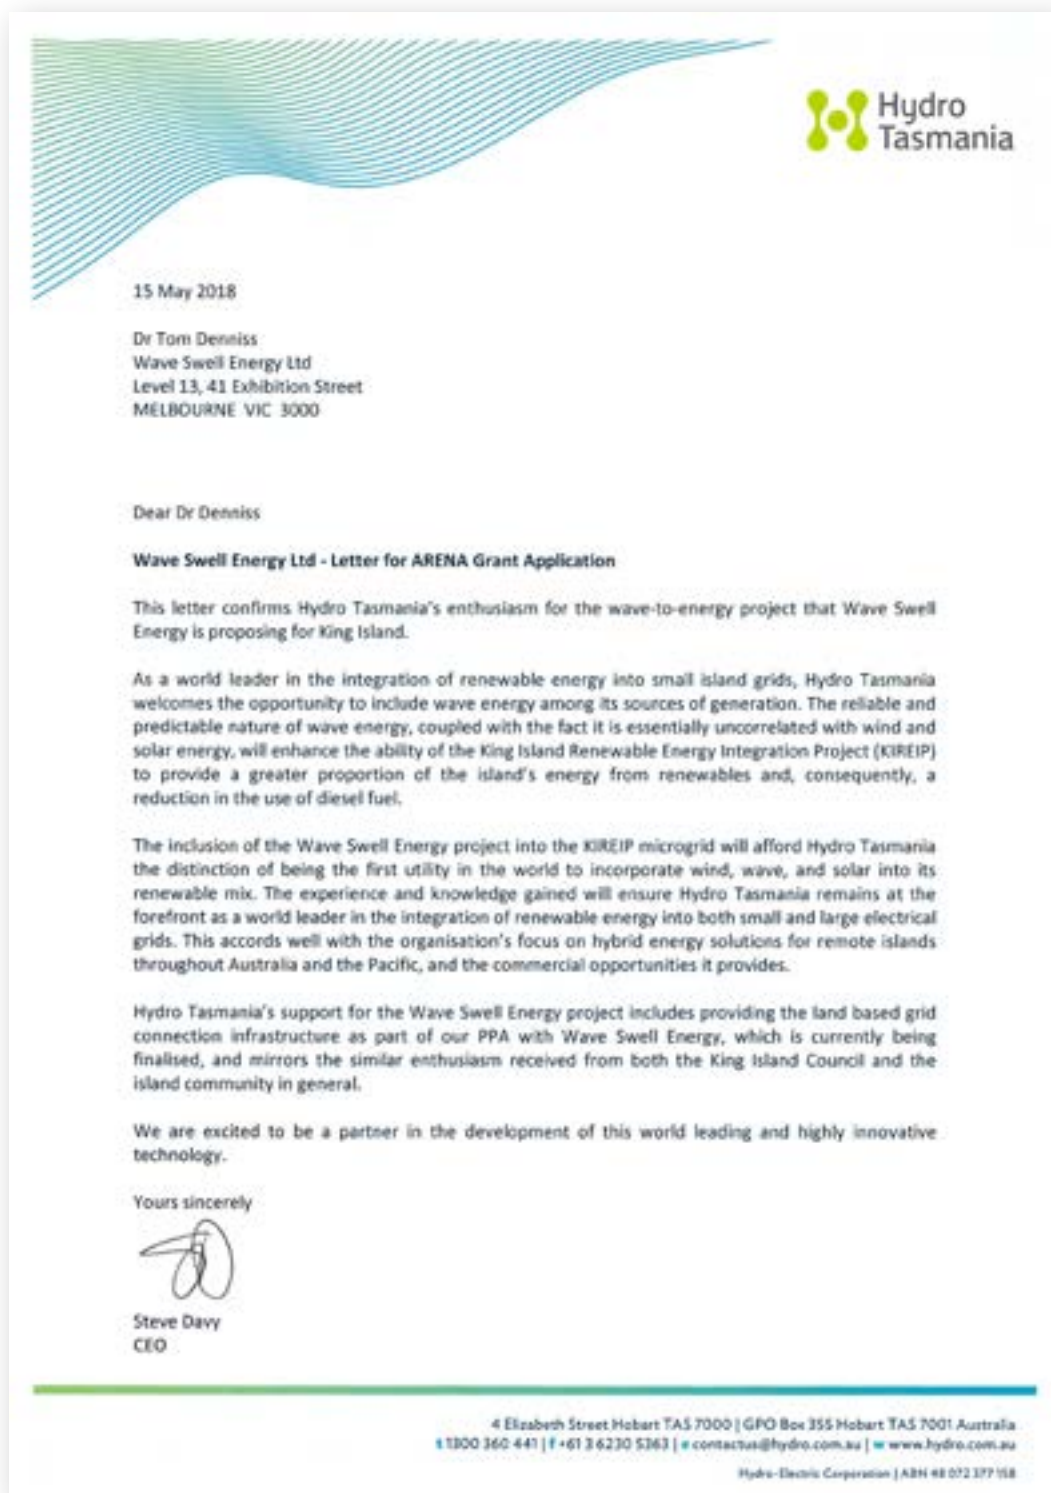 Hydro
Tasmania
15 May 2018
Dr Tom Denniss
Wave Swell Energy Ltd
Level 13, 41 Exhibition Street
MELBOURNE VIC 3000
Dear Dr Denniss
Wave Swell Energy Ltd - Letter for ARENA Grant Application
This letter confirms Hydro Tasmania's enthusiasm for the wave-to-energy project that Wave Swell
Energy is proposing for King Island.
As a world leader in the integration of renewable energy into small island grids, Hydro Tasmania
welcomes the opportunity to include wave energy among its sources of generation. The reliable and
predictable nature of wave energy, coupled with the fact it is essentially uncorrelated with wind and
solar energy, will enhance the ability of the King Island Renewable Energy Integration Project (KIREIP)
to provide a greater proportion of the island's energy from renewables and, consequently, a
reduction in the use of diesel fuel.
The inclusion of the Wave Swell Energy project into the KIREIP microgrid will afford Hydro Tasmania
the distinction of being the first utility in the world to incorporate wind, wave, and solar into its
renewable mix. The experience and knowledge gained will ensure Hydro Tasmania remains at the
forefront as a world leader in the integration of renewable energy into both small and large electrical
grids. This accords well with the organisation's focus on hybrid energy solutions for remote islands
throughout Australia and the Pacific, and the commercial opportunities it provides.
Hydro Tasmania's support for the Wave Swell Energy project includes providing the land based grid
connection infrastructure as part of our PPA with Wave Swell Energy, which is currently being
finalised, and mirrors the similar enthusiasm received from both the King Island Council and the
island community in general.
We are excited to be a partner in the development of this world leading and highly innovative
technology.
Yours sincerely
Steve Davy
CEO
4 Elizabeth Street Hobart TAS 7000 | GPO Box 355 Hobart TAS 7001 Australia
t 1300 360 441 | f +61 3 6230 5363 | e contactus@hydro.com.au | w www.hydro.com.au
Hydro-Electric Corporation | ABN 48 072 377 158